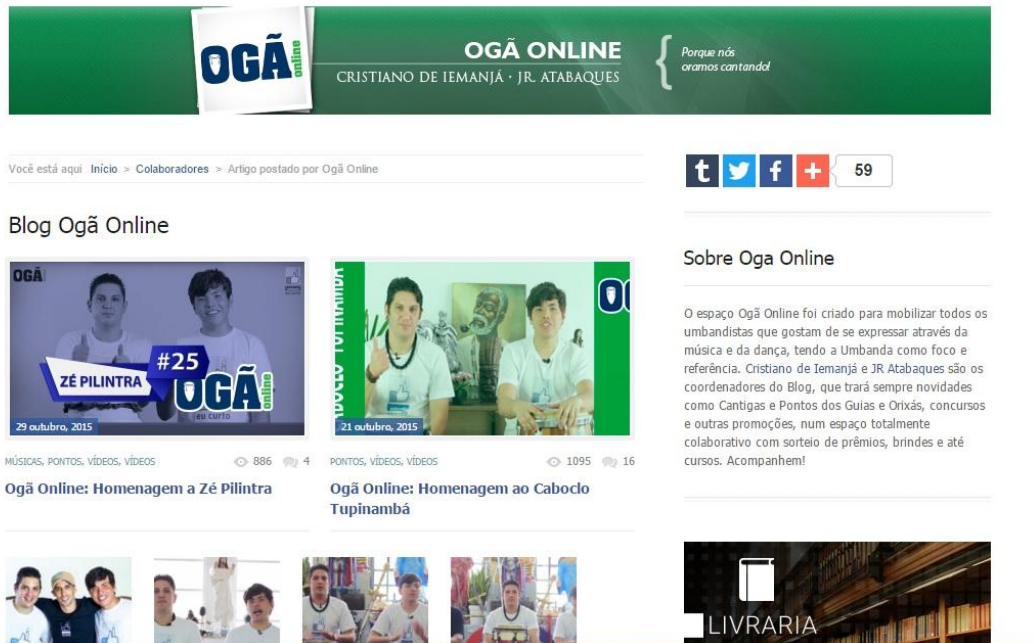 OGÃ
online
OGÃ ONLINE
CRISTIANO DE IEMANJÁ · JR. ATABAQUES
Porque nós
oramos cantando!
Você está aqui Início > Colaboradores > Artigo postado por Ogã Online
59
Blog Ogã Online
OGÃ
#25
ZÉ PILINTRA
OGÃ
online
eu curto
29 outubro, 2015
CABOCLO TUPINAMBÁ
21 outubro, 2015
MÚSICAS, PONTOS, VÍDEOS, VÍDEOS
886
4
PONTOS, VÍDEOS, VÍDEOS
1095
16
Ogã Online: Homenagem a Zé Pilintra
Ogã Online: Homenagem ao Caboclo
Tupinambá
Sobre Oga Online
O espaço Ogã Online foi criado para mobilizar todos os
umbandistas que gostam de se expressar através da
música e da dança, tendo a Umbanda como foco e
referência. Cristiano de Iemanjá e JR Atabaques são os
coordenadores do Blog, que trará sempre novidades
como Cantigas e Pontos dos Guias e Orixás, concursos
e outras promoções, num espaço totalmente
colaborativo com sorteio de prêmios, brindes e até
cursos. Acompanhem!
LIVRARIA